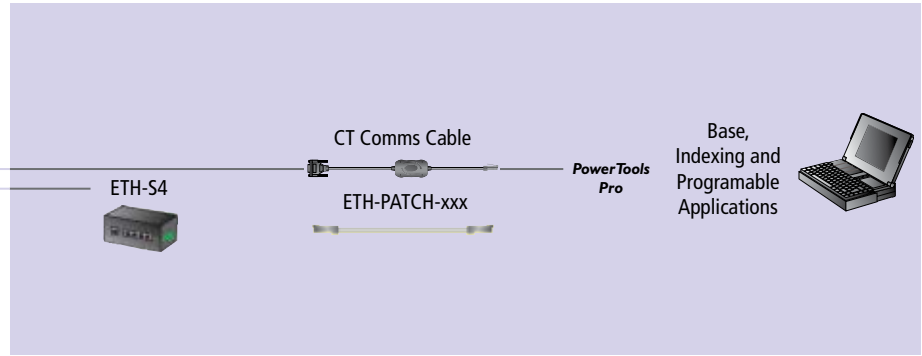 CT Comms Cable
ETH-S4
ETH-PATCH-xxx
PowerTools
Pro
Base,
Indexing and
Programable
Applications